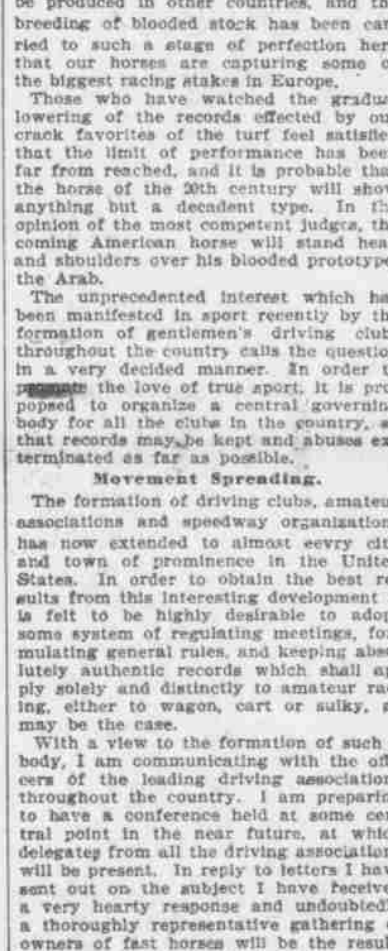 be produced in other countries, and th
breeding of blooded stock has been car
ried to such a stage of perfection her
that our horses are capturing some o
the biggest racing stakes in Europe.
Those who have watched the gradua
lowering of the records effected by ou
crack favorites of the turf feel satisfie
that the limit of performance has bee
far from reached, and it is probable tha
the horse of the 20th century will show
anything but a decadent type. In th
opinion of the most competent judges, th
coming American horse will stand hea
and shoulders over his blooded prototype
the Arab.
The unprecedented interest which ha
been manifested in sport recently by th
formation of gentlemen's driving club
throughout the country calls the questio
in a very decided manner. In order t
the love of true sport, it is pro
popsed to organize a central governin
body for all the clubs in the country, s
that records may be kept and abuses ex
terminated as far as possible.
Movement Spreading.
The formation of driving clubs, amateu
associations and speedway organization
has now extended to almost eevry cit
and town of prominence in the Unite
States. In order to obtain the best re
sults from this interesting development
is felt to be highly desirable to adop
some system of regulating meetings, for
mulating general rules, and keeping abso
lutely authentic records which shall ap
ply solely and distinctly to amateur rac
ing, either to wagon, cart or sulky, a
may be the case.
With a view to the formation of such
body, I am communicating with the offi
cers of the leading driving association
throughout the country. I am preparin
to have a conference held at some cen
tral point in the near future, at whic
delegates from all the driving association
will be present. In reply to letters I hav
sent out on the subject I have receive
a very hearty response and undoubtedl
a thoroughly representative gathering
owners of fast horses will be the resul